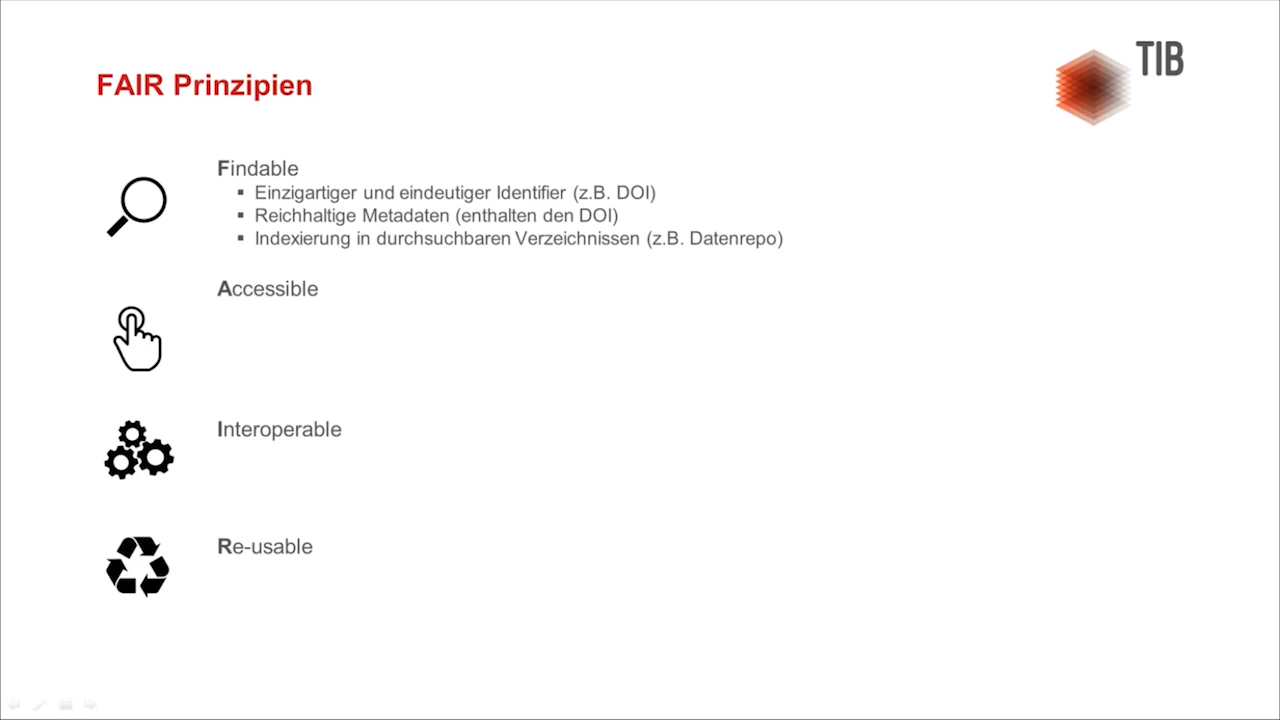 TIB
FAIR Prinzipien
Findable
▪ Einzigartiger und eindeutiger Identifier (z.B. DOI)
▪ Reichhaltige Metadaten (enthalten den DOI)
▪ Indexierung in durchsuchbaren Verzeichnissen (z.B. Datenrepo)
Accessible
Interoperable
Re-usable